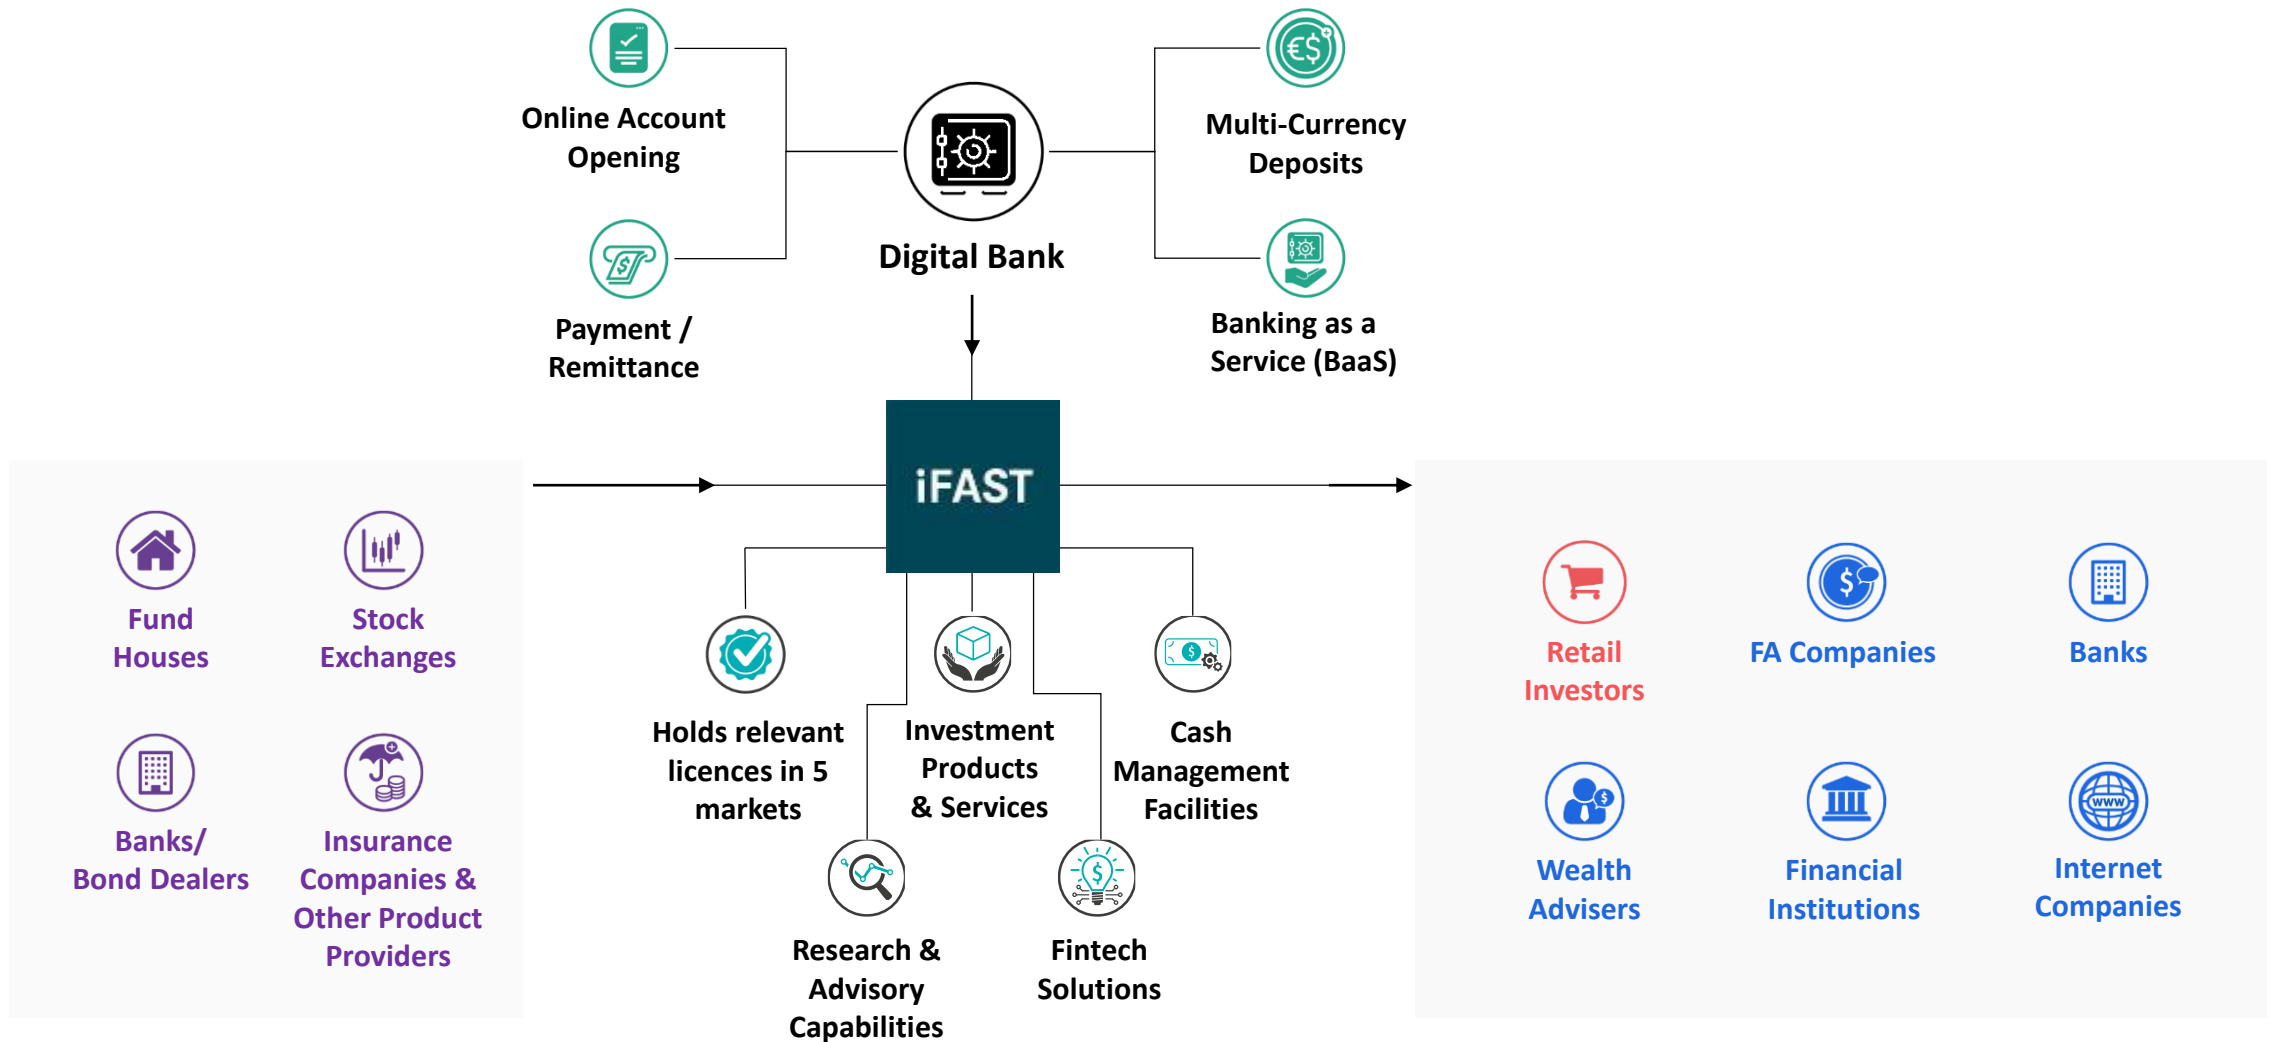 Online Account
Opening
Multi-Currency
Deposits
Digital Bank
Payment /
Remittance
Banking as a
Service (BaaS)
iFAST
Fund
Houses
Stock
Exchanges
Banks/
Bond Dealers
Insurance
Companies &
Other Product
Providers
Holds relevant
licences in 5
markets
Investment
Products
& Services
Cash
Management
Facilities
Research &
Advisory
Capabilities
Fintech
Solutions
Retail
Investors
FA Companies
Banks
Wealth
Advisers
Financial
Institutions
www
Internet
Companies